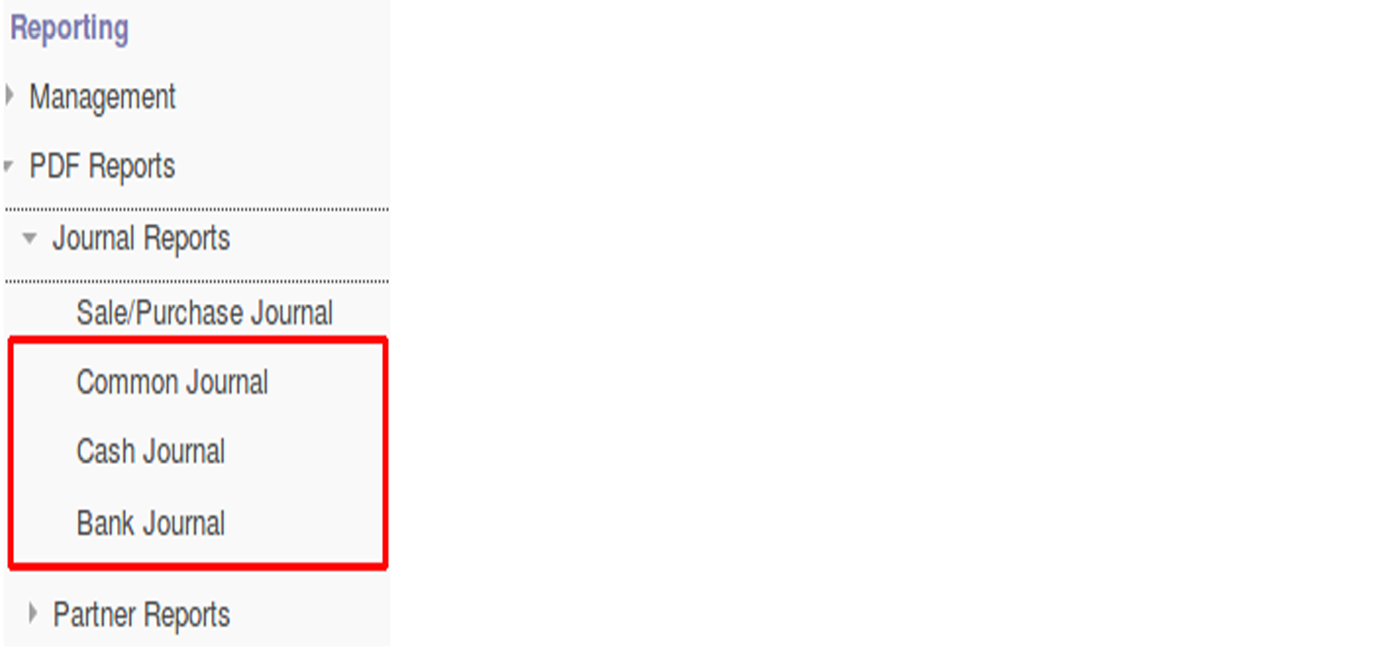 Reporting
Management
PDF Reports
Journal Reports
Sale/Purchase Journal
Common Journal
Cash Journal
Bank Journal
Partner Reports